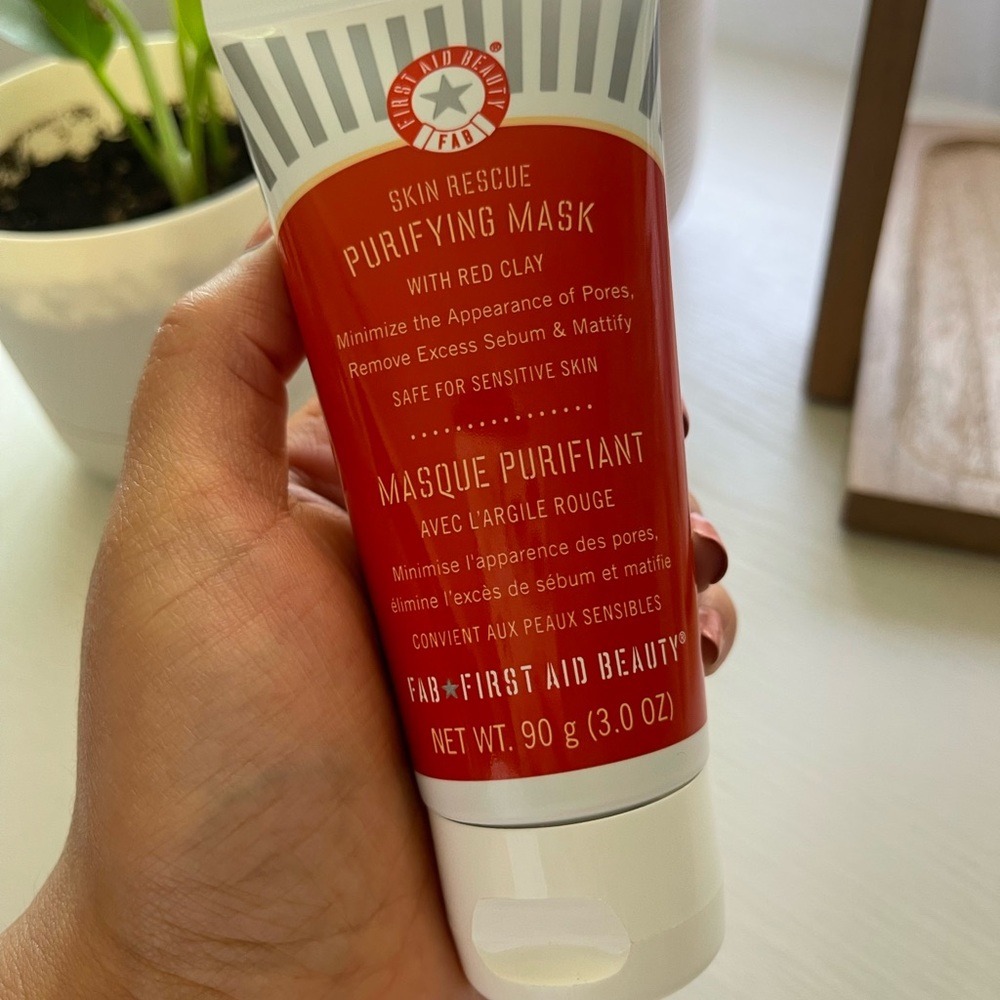 FIRST AID BEAUTY®
FAB
SKIN RESCUE
PURIFYING MASK
WITH RED CLAY
Minimize the Appearance of Pores,
Remove Excess Sebum & Mattify
SAFE FOR SENSITIVE SKIN
MASQUE PURIFIANT
AVEC L'ARGILE ROUGE
Minimise l'apparence des pores,
élimine l'excès de sébum et matifie
CONVIENT AUX PEAUX SENSIBLES
FAB★FIRST AID BEAUTY®
NET WT. 90 g (3.0 OZ)